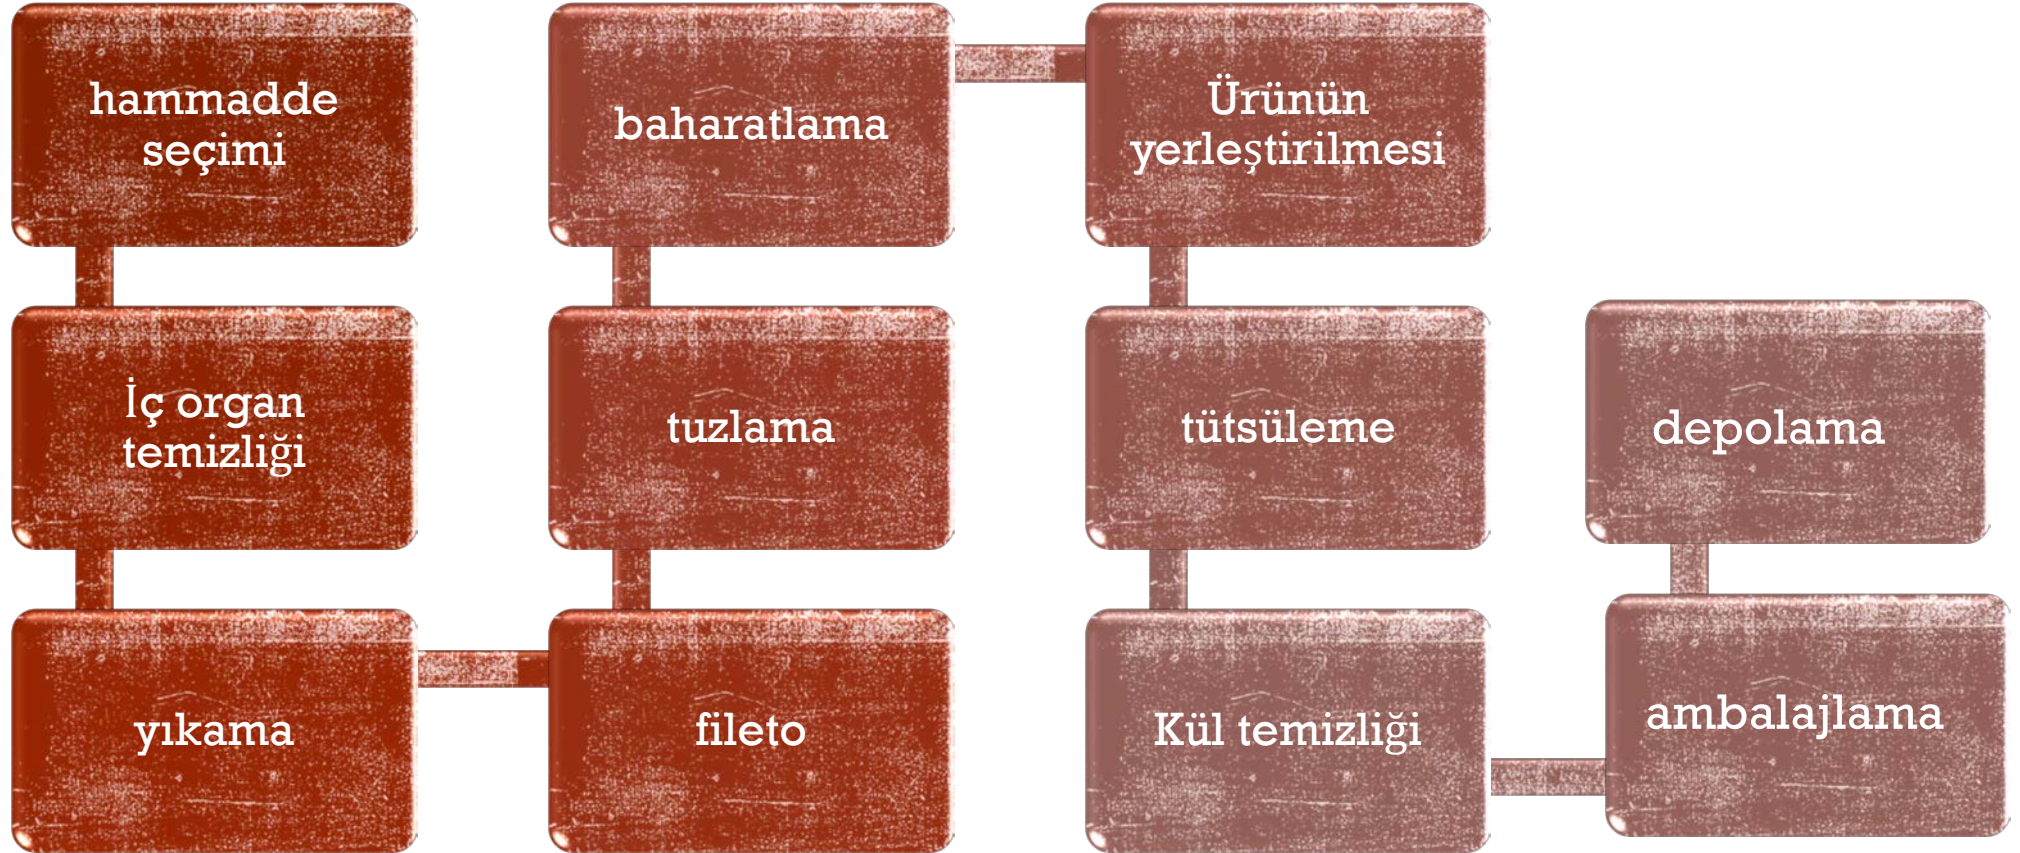 hammadde
seçimi
İç organ
temizliği
yıkama
fileto
tuzlama
baharatlama
Ürünün
yerleştirilmesi
tütsüleme
Kül temizliği
ambalajlama
depolama